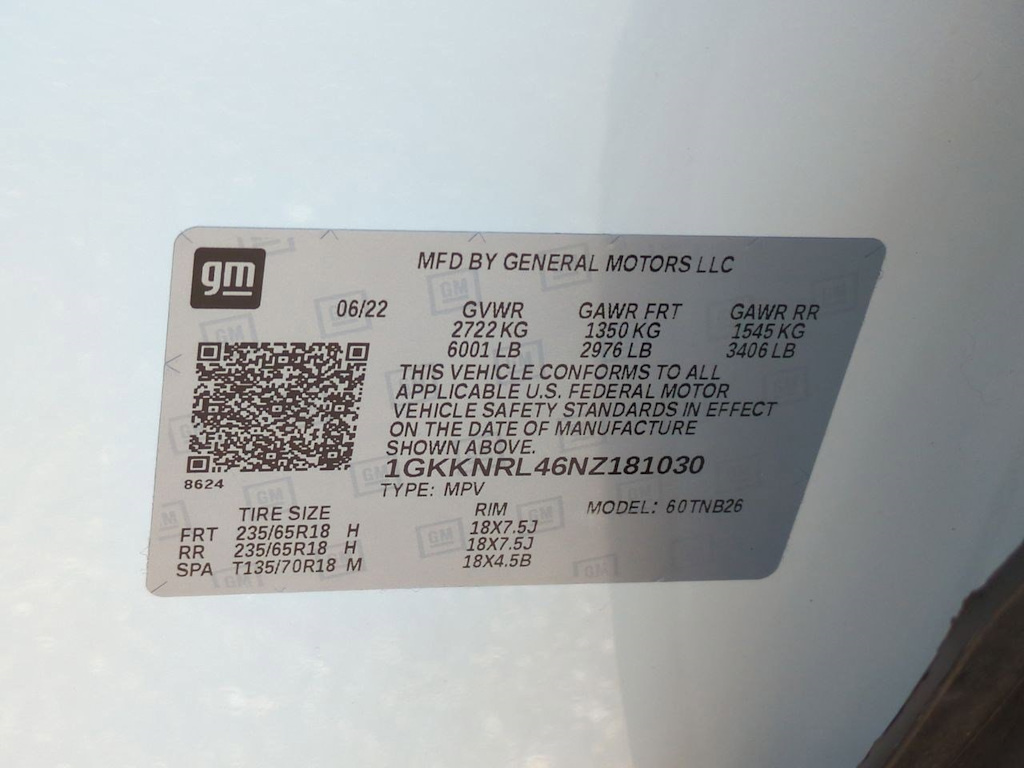 gm
MFD BY GENERAL MOTORS LLC
06/22 GVWR GAWR FRT GAWR RR
2722 KG 1350 KG 1545 KG
6001 LB 2976 LB 3406 LB
THIS VEHICLE CONFORMS TO ALL
APPLICABLE U.S. FEDERAL MOTOR
VEHICLE SAFETY STANDARDS IN EFFECT
ON THE DATE OF MANUFACTURE
SHOWN ABOVE.
1GKKNRL46NZ181030
8624
TYPE: MPV
TIRE SIZE RIM MODEL: 60TNB26
FRT 235/65R18 H 18X7.5J
RR 235/65R18 H 18X7.5J
SPA T135/70R18 M 18X4.5B